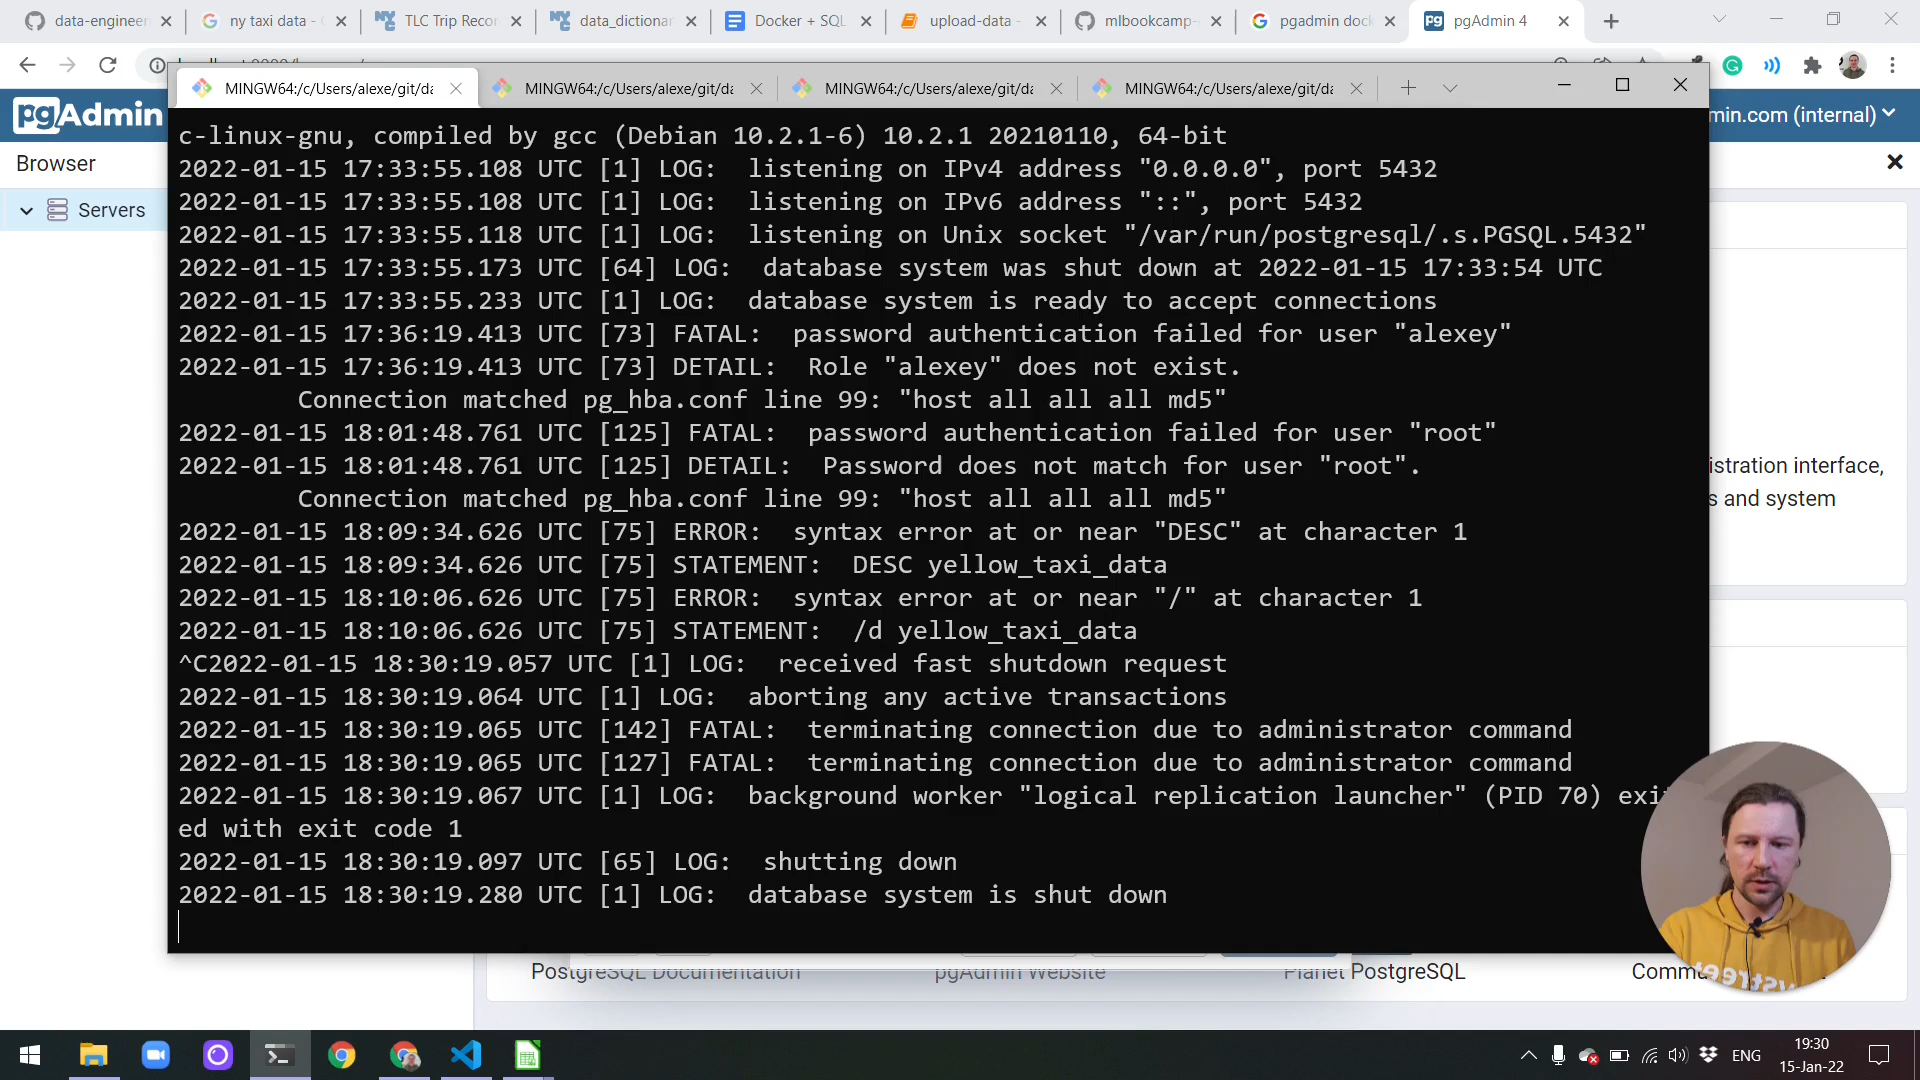 data-engineer
ny taxi data -
TLC Trip Recor
data_dictionar
Docker + SQL
upload-data -
mlbookcamp-
pgadmin dock
pgAdmin 4
MINGW64:/c/Users/alexe/git/da
MINGW64:/c/Users/alexe/git/da
MINGW64:/c/Users/alexe/git/da
MINGW64:/c/Users/alexe/git/da
pgAdmin
min.com (internal)
Browser
Servers
c-linux-gnu, compiled by gcc (Debian 10.2.1-6) 10.2.1 20210110, 64-bit
2022-01-15 17:33:55.108 UTC [1] LOG:  listening on IPv4 address "0.0.0.0", port 5432
2022-01-15 17:33:55.108 UTC [1] LOG:  listening on IPv6 address "::", port 5432
2022-01-15 17:33:55.118 UTC [1] LOG:  listening on Unix socket "/var/run/postgresql/.s.PGSQL.5432"
2022-01-15 17:33:55.173 UTC [64] LOG:  database system was shut down at 2022-01-15 17:33:54 UTC
2022-01-15 17:33:55.233 UTC [1] LOG:  database system is ready to accept connections
2022-01-15 17:36:19.413 UTC [73] FATAL:  password authentication failed for user "alexey"
2022-01-15 17:36:19.413 UTC [73] DETAIL:  Role "alexey" does not exist.
Connection matched pg_hba.conf line 99: "host all all all md5"
2022-01-15 18:01:48.761 UTC [125] FATAL:  password authentication failed for user "root"
2022-01-15 18:01:48.761 UTC [125] DETAIL:  Password does not match for user "root".
Connection matched pg_hba.conf line 99: "host all all all md5"
2022-01-15 18:09:34.626 UTC [75] ERROR:  syntax error at or near "DESC" at character 1
2022-01-15 18:09:34.626 UTC [75] STATEMENT:  DESC yellow_taxi_data
2022-01-15 18:10:06.626 UTC [75] ERROR:  syntax error at or near "/" at character 1
2022-01-15 18:10:06.626 UTC [75] STATEMENT:  /d yellow_taxi_data
^C2022-01-15 18:30:19.057 UTC [1] LOG:  received fast shutdown request
2022-01-15 18:30:19.064 UTC [1] LOG:  aborting any active transactions
2022-01-15 18:30:19.065 UTC [142] FATAL:  terminating connection due to administrator command
2022-01-15 18:30:19.065 UTC [127] FATAL:  terminating connection due to administrator command
2022-01-15 18:30:19.067 UTC [1] LOG:  background worker "logical replication launcher" (PID 70) exit
ed with exit code 1
2022-01-15 18:30:19.097 UTC [65] LOG:  shutting down
2022-01-15 18:30:19.280 UTC [1] LOG:  database system is shut down
istration interface,
s and system
PostgreSQL Documentation
pgAdmin Website
Planet PostgreSQL
Commu
ENG
19:30
15-Jan-22